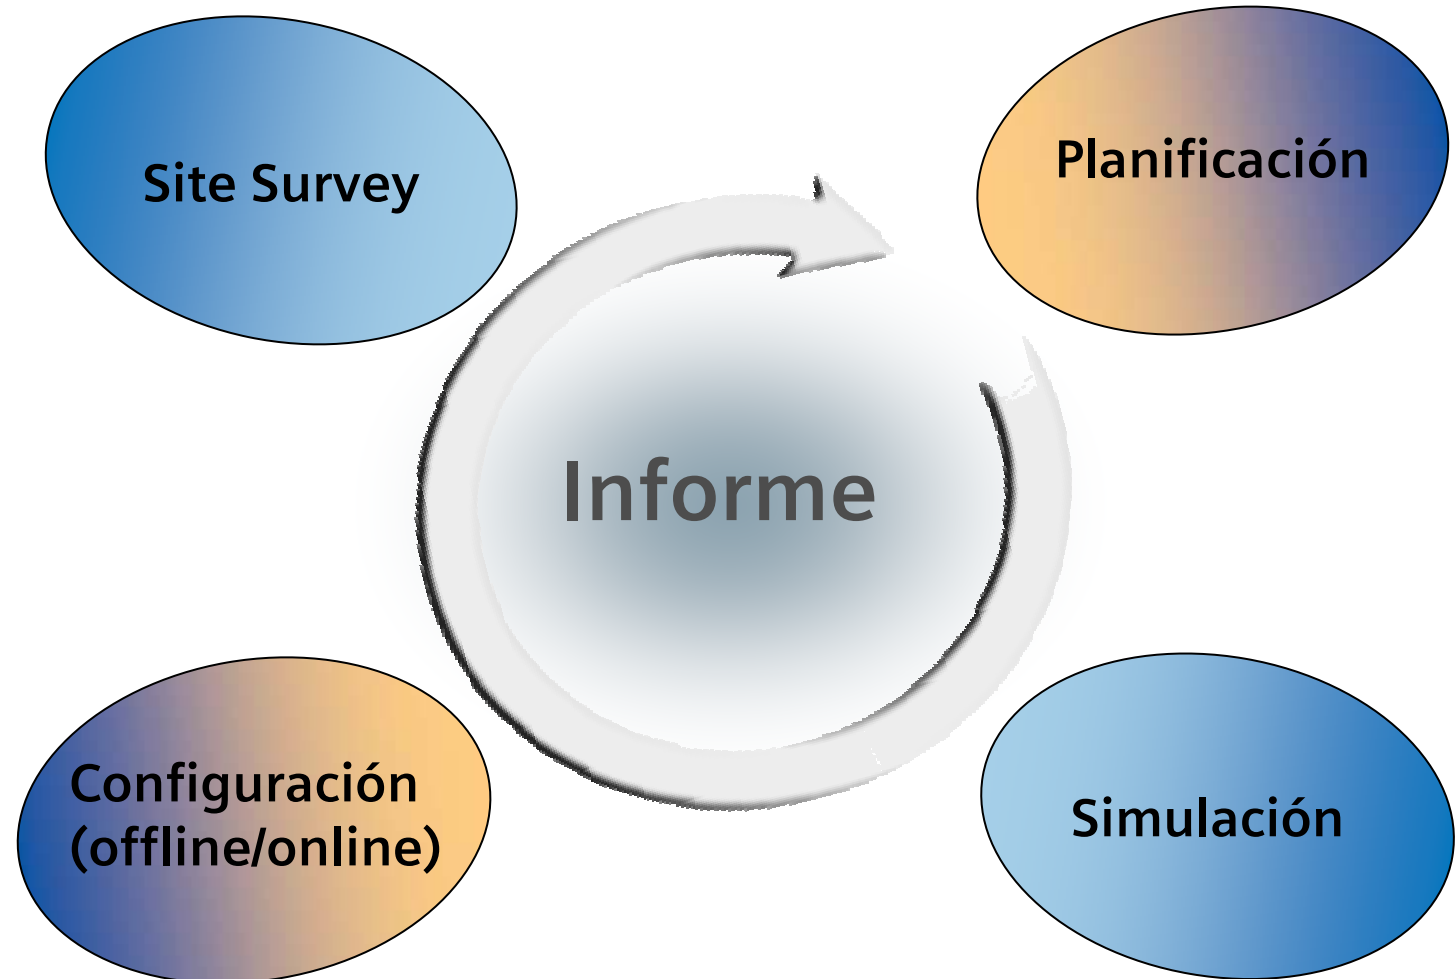 Site Survey
Planificación
Informe
Configuración
(offline/online)
Simulación